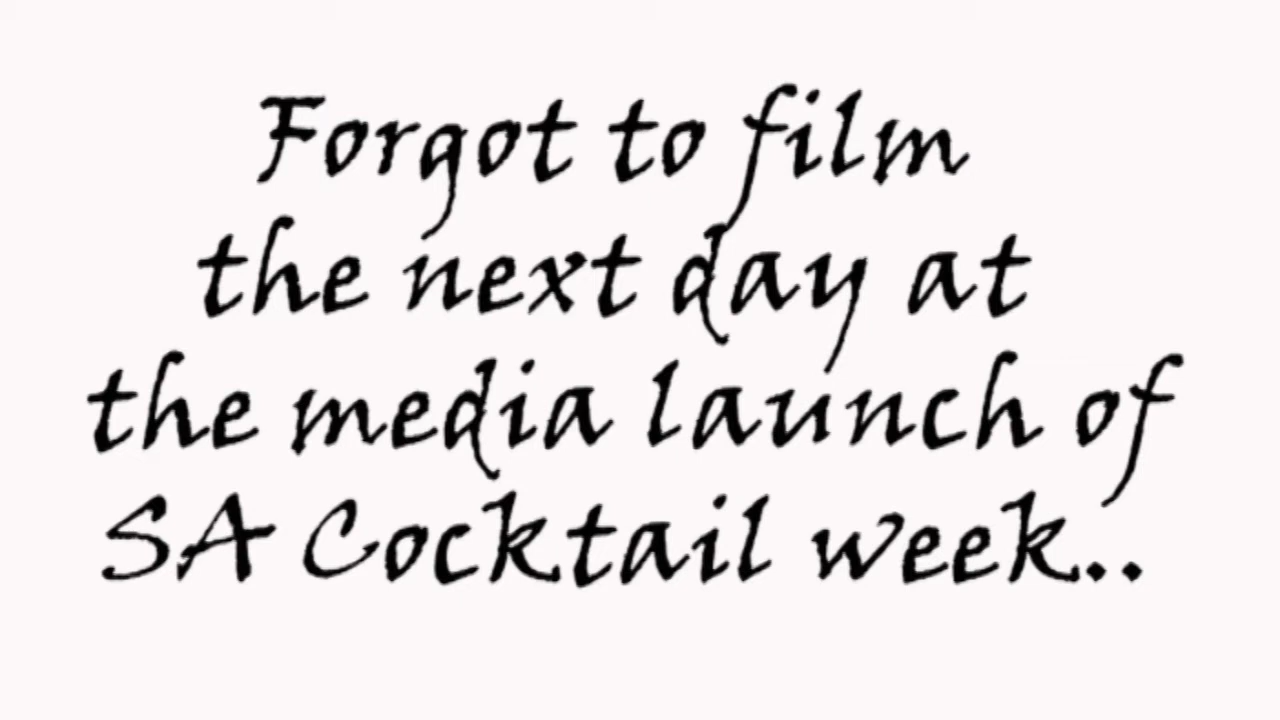 Forgot to film
the next day at
the media launch of
SA Cocktail week..